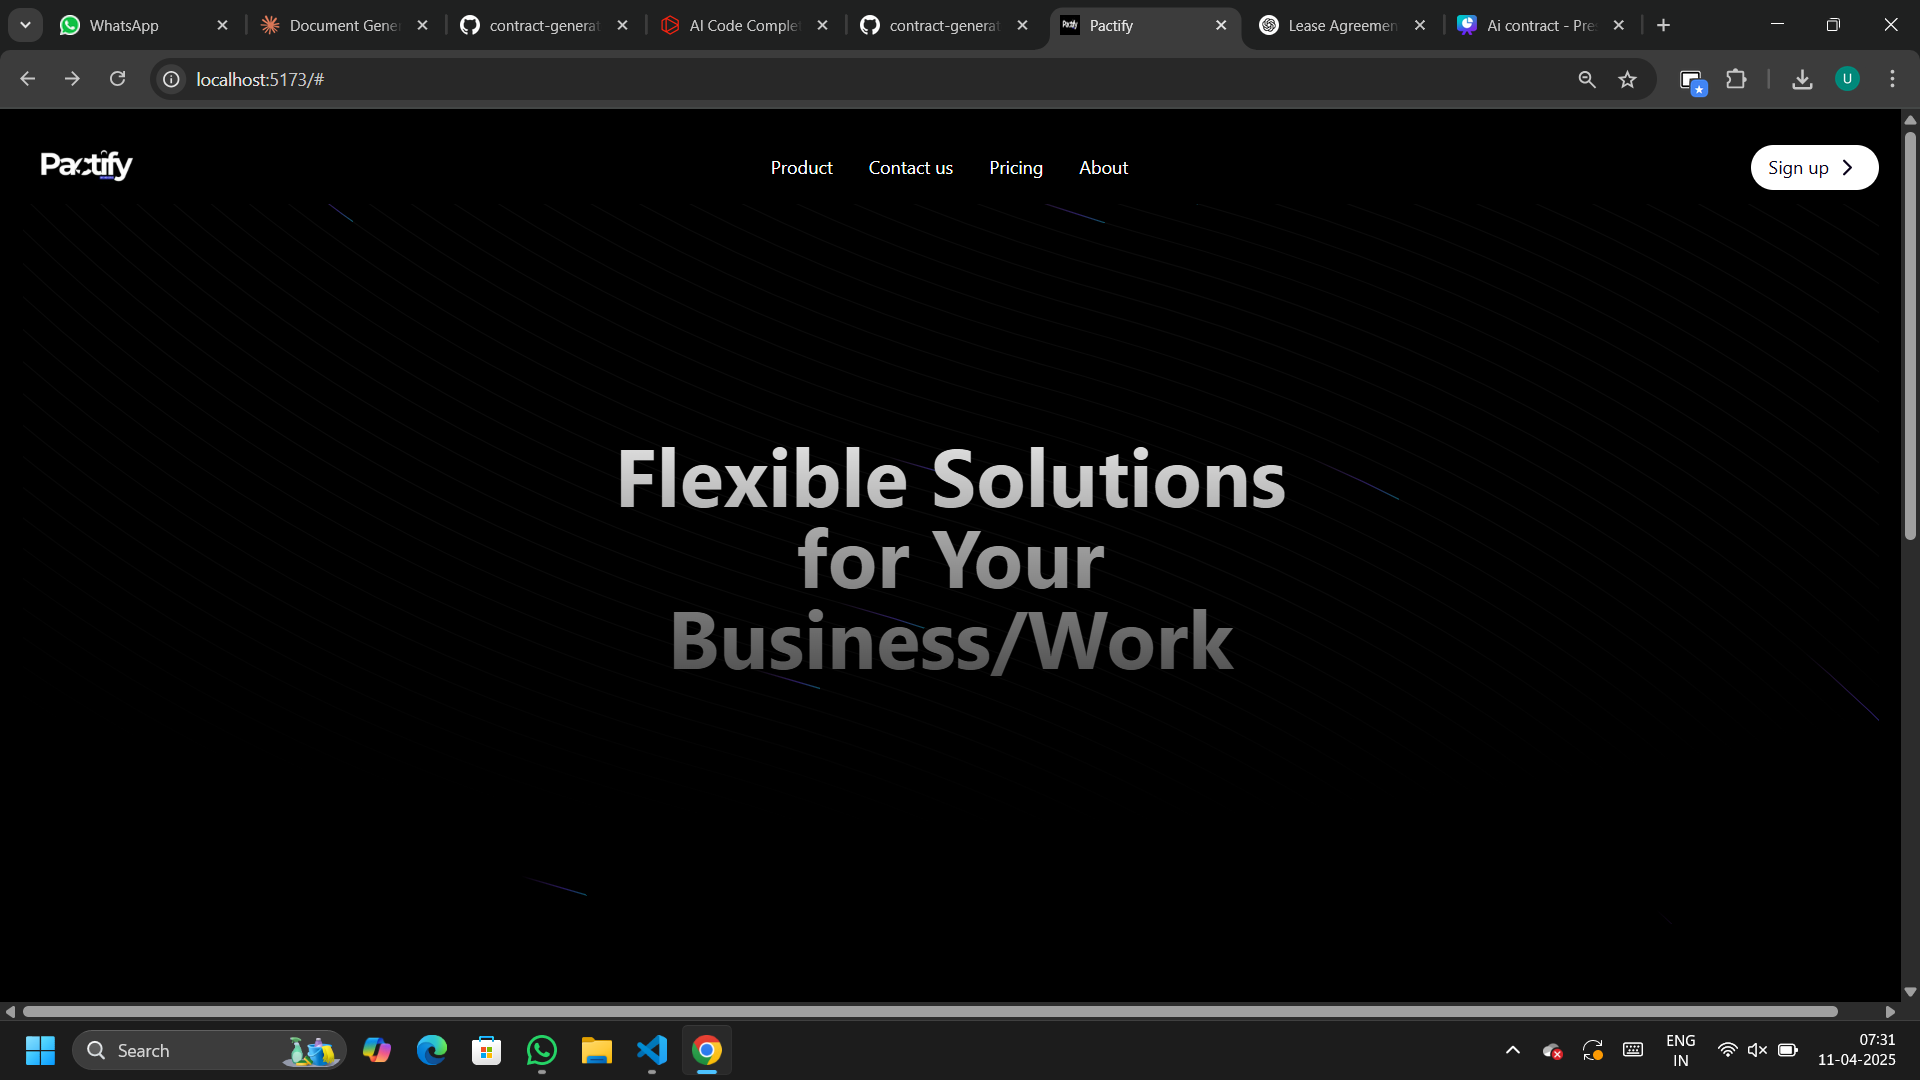 WhatsApp
Document Gene
contract-generat
AI Code Complet
contract-generat
Pactify
Lease Agreemen
Ai contract - Pre
localhost:5173/#
U
Pactify
Product
Contact us
Pricing
About
Sign up
Flexible Solutions
for Your
Business/Work
Search
ENG
IN
07:31
11-04-2025